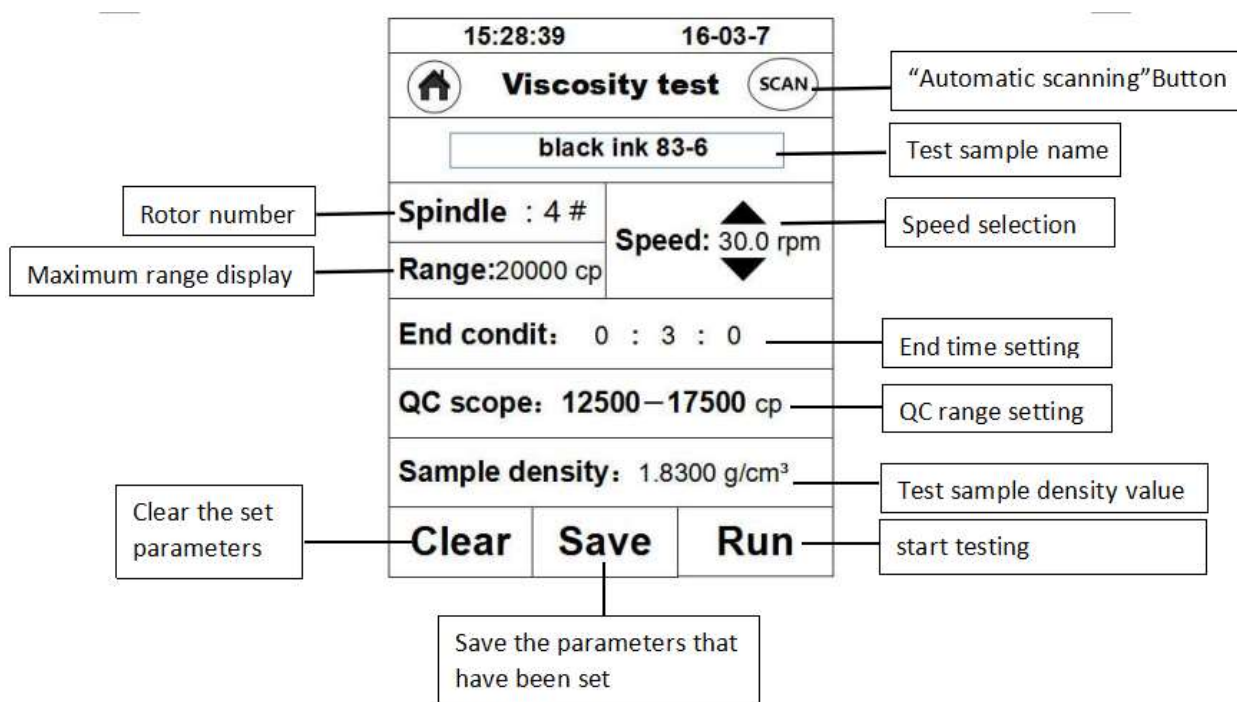 15:28:39 16-03-7
Viscosity test
SCAN
“Automatic scanning”Button
black ink 83-6
Test sample name
Rotor number
Spindle : 4 #
Speed: 30.0 rpm
Speed selection
Maximum range display
Range:20000 cp
End condit: 0 : 3 : 0
End time setting
QC scope: 12500—17500 cp
QC range setting
Sample density: 1.8300 g/cm³
Test sample density value
Clear the set
parameters
Clear Save Run
start testing
Save the parameters that
have been set